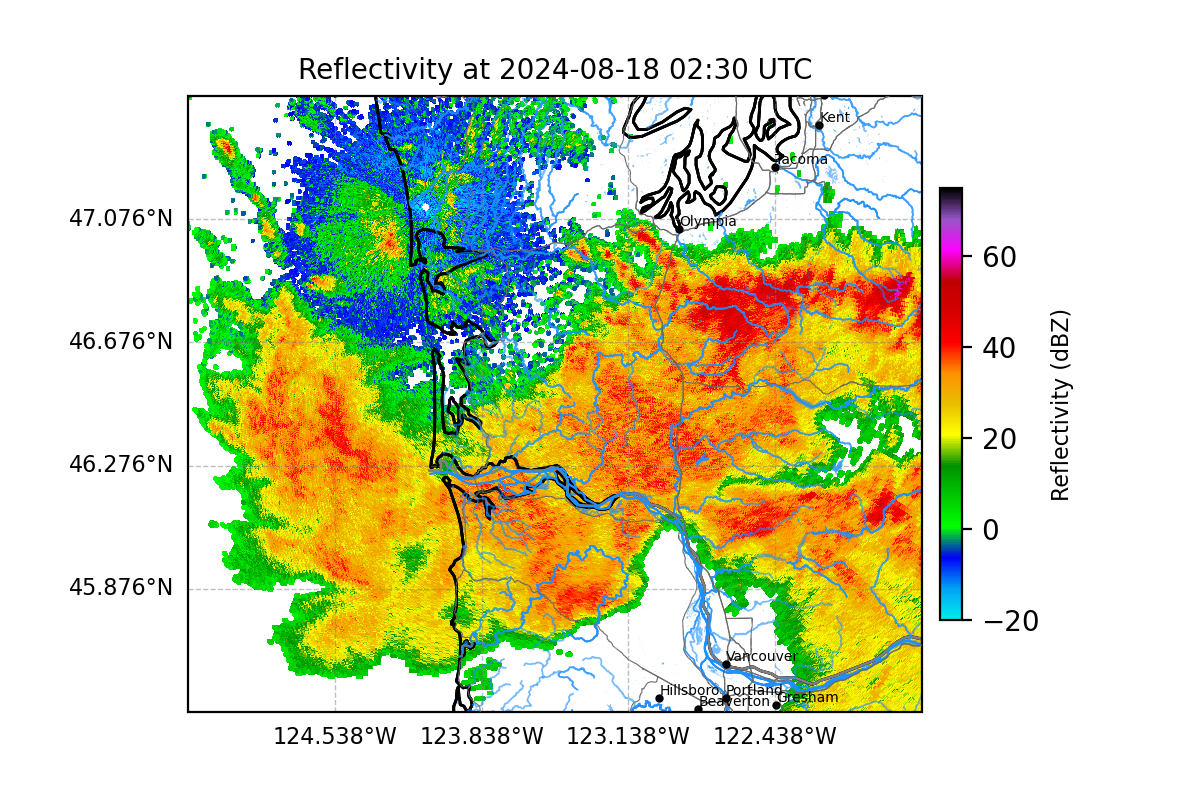 Reflectivity at 2024-08-18 02:30 UTC
Kent
Tacoma
Olympia
47.076°N
46.676°N
46.276°N
45.876°N
Vancouver
Hillsboro
Portland
Beaverton
Gresham
124.538°W
123.838°W
123.138°W
122.438°W
60
40
20
0
−20
Reflectivity (dBZ)